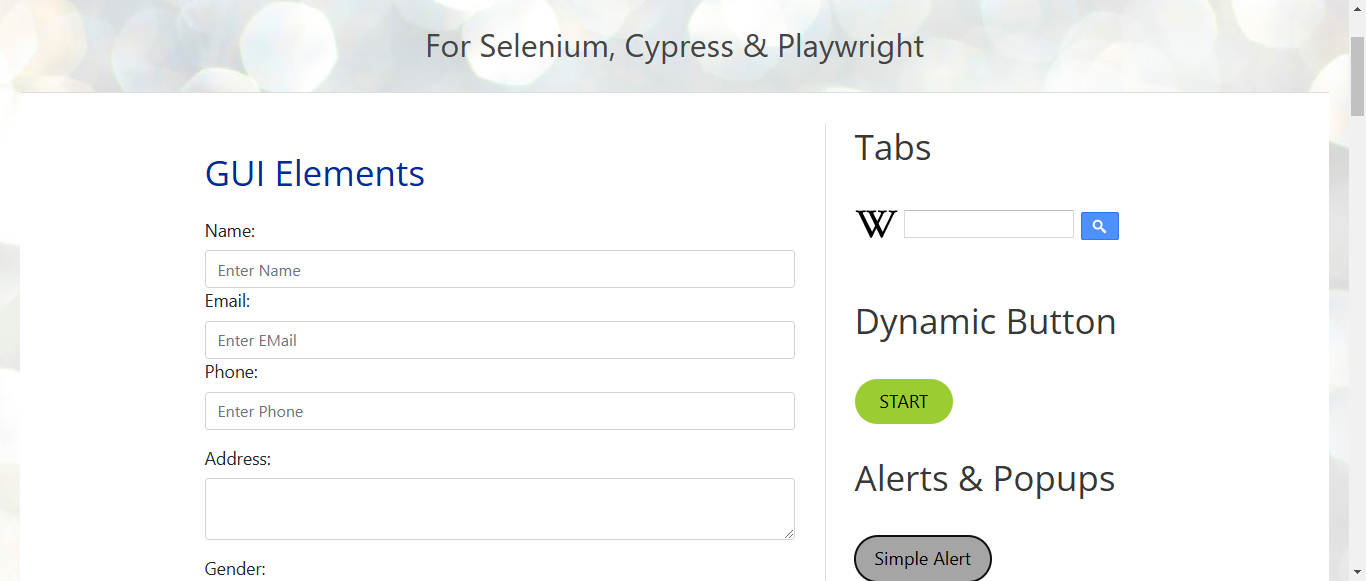 For Selenium, Cypress & Playwright
GUI Elements
Name:
Enter Name
Email:
Enter EMail
Phone:
Enter Phone
Address:
Gender:
Tabs
W
Dynamic Button
START
Alerts & Popups
Simple Alert